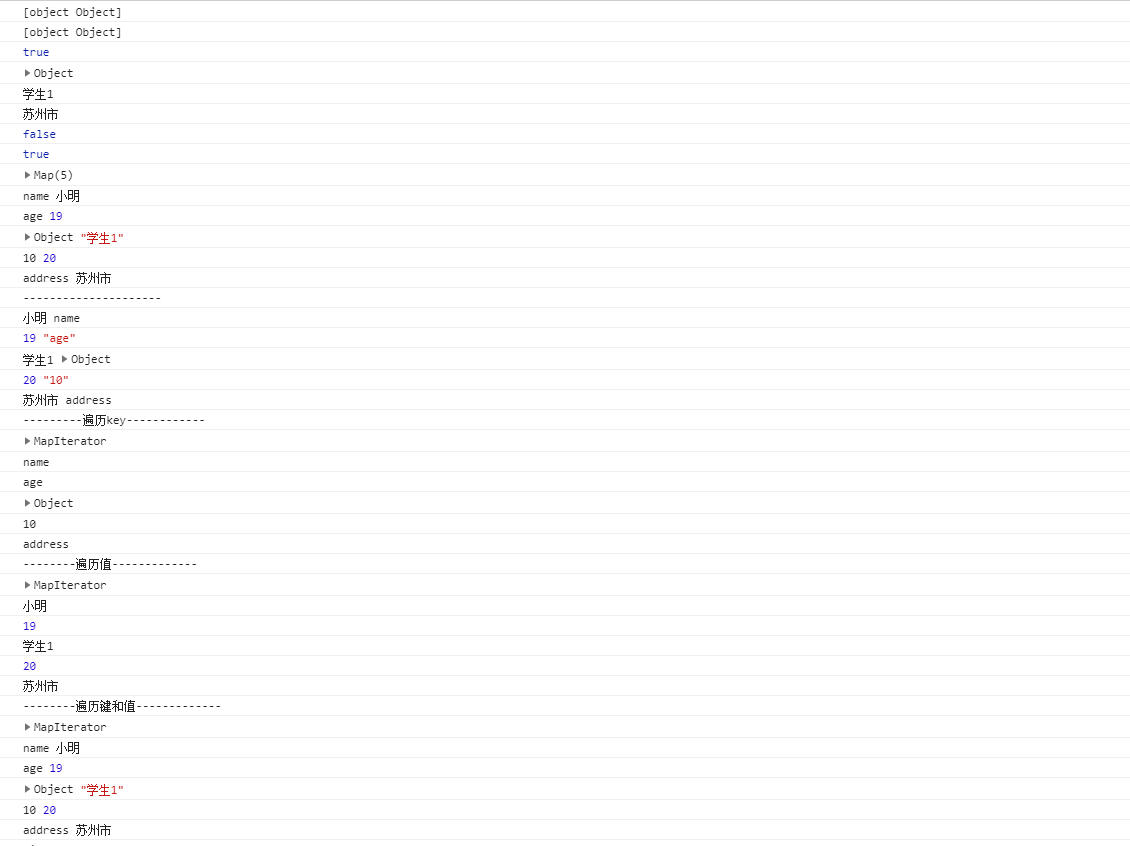 [object Object]
[object Object]
true
Object
学生1
苏州市
false
true
Map(5)
name 小明
age 19
Object "学生1"
10 20
address 苏州市
---------------------
小明 name
19 "age"
学生1 Object
20 "10"
苏州市 address
---------遍历key------------
MapIterator
name
age
Object
10
address
--------遍历值-------------
MapIterator
小明
19
学生1
20
苏州市
--------遍历键和值-------------
MapIterator
name 小明
age 19
Object "学生1"
10 20
address 苏州市